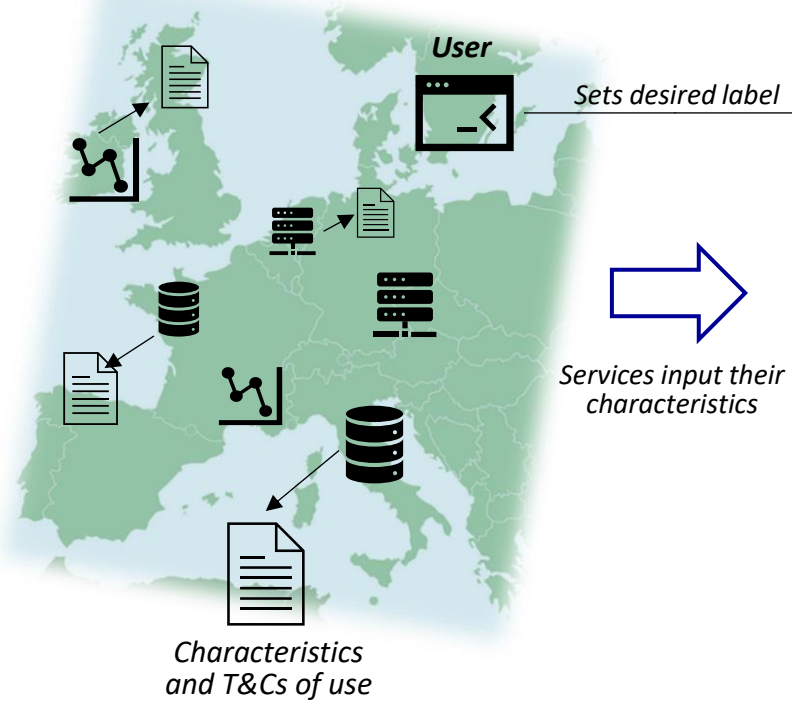 User
Sets desired label
Services input their
characteristics
Characteristics
and T&Cs of use